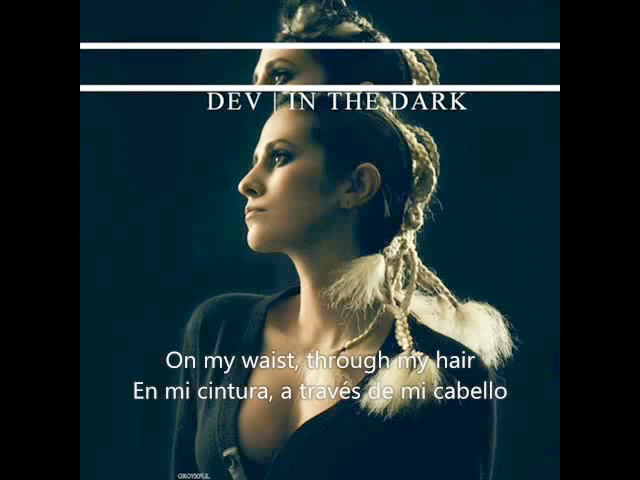 DEV | IN THE DARK
On my waist, through my hair
En mi cintura, a través de mi cabello